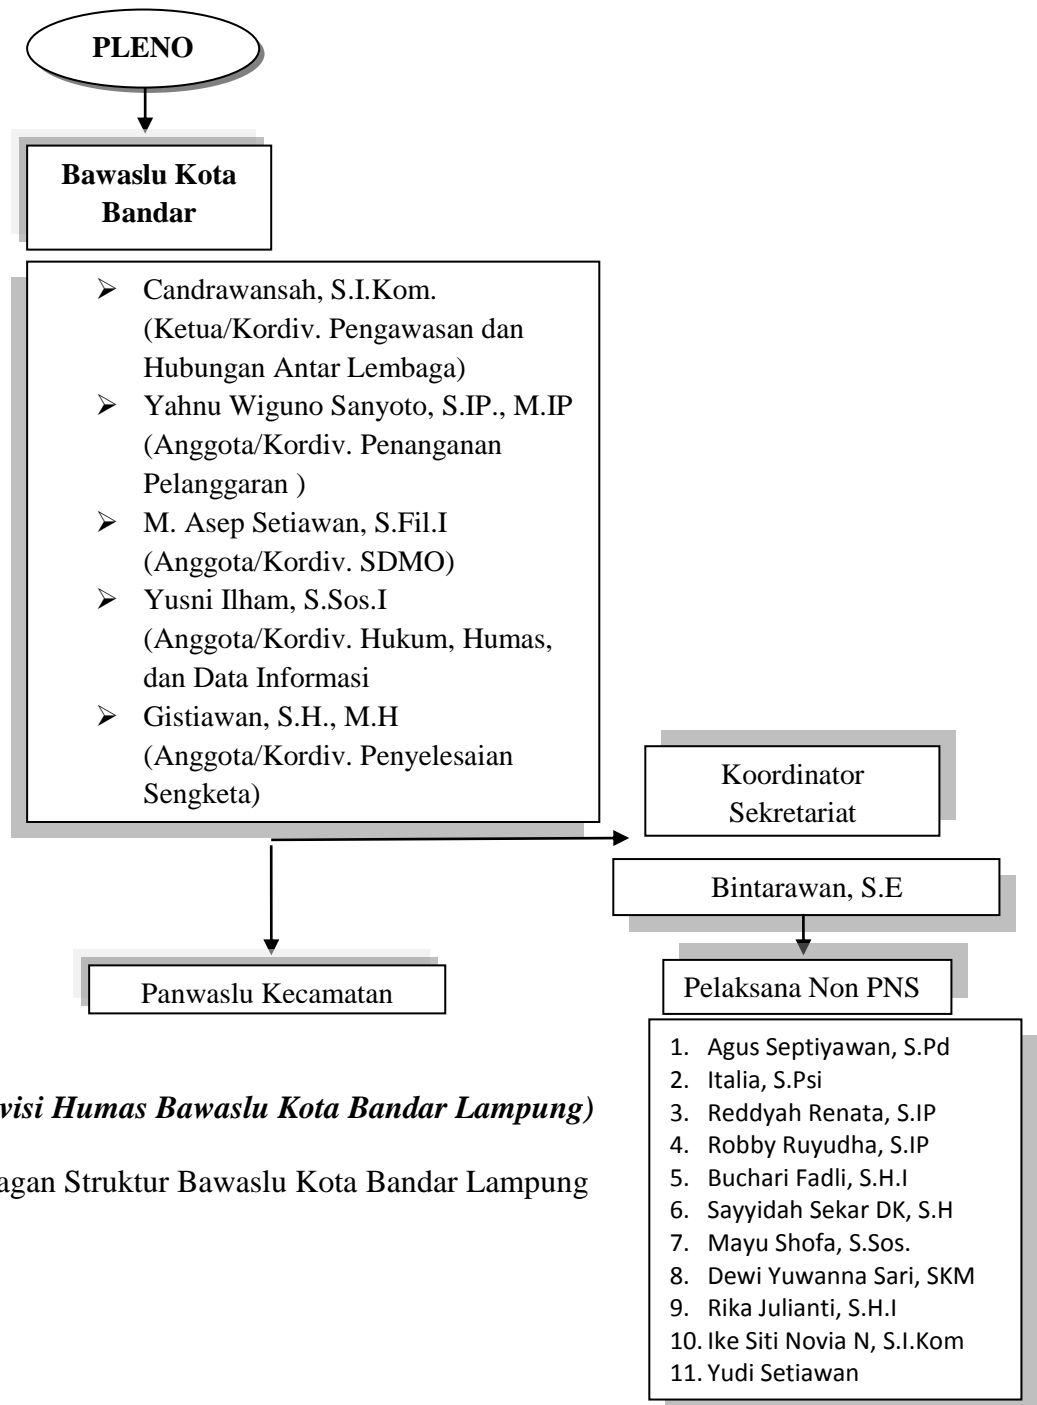 PLENO
Bawaslu Kota
Bandar
➢ Candrawansah, S.I.Kom.
(Ketua/Kordiv. Pengawasan dan
Hubungan Antar Lembaga)
➢ Yahnu Wiguno Sanyoto, S.IP., M.IP
(Anggota/Kordiv. Penanganan
Pelanggaran )
➢ M. Asep Setiawan, S.Fil.I
(Anggota/Kordiv. SDMO)
➢ Yusni Ilham, S.Sos.I
(Anggota/Kordiv. Hukum, Humas,
dan Data Informasi
➢ Gistiawan, S.H., M.H
(Anggota/Kordiv. Penyelesaian
Sengketa)
Koordinator
Sekretariat
Bintarawan, S.E
Panwaslu Kecamatan
Pelaksana Non PNS
1. Agus Septiyawan, S.Pd
2. Italia, S.Psi
3. Reddyah Renata, S.IP
4. Robby Ruyudha, S.IP
5. Buchari Fadli, S.H.I
6. Sayyidah Sekar DK, S.H
7. Mayu Shofa, S.Sos.
8. Dewi Yuwanna Sari, SKM
9. Rika Julianti, S.H.I
10. Ike Siti Novia N, S.I.Kom
11. Yudi Setiawan
visi Humas Bawaslu Kota Bandar Lampung)
agan Struktur Bawaslu Kota Bandar Lampung